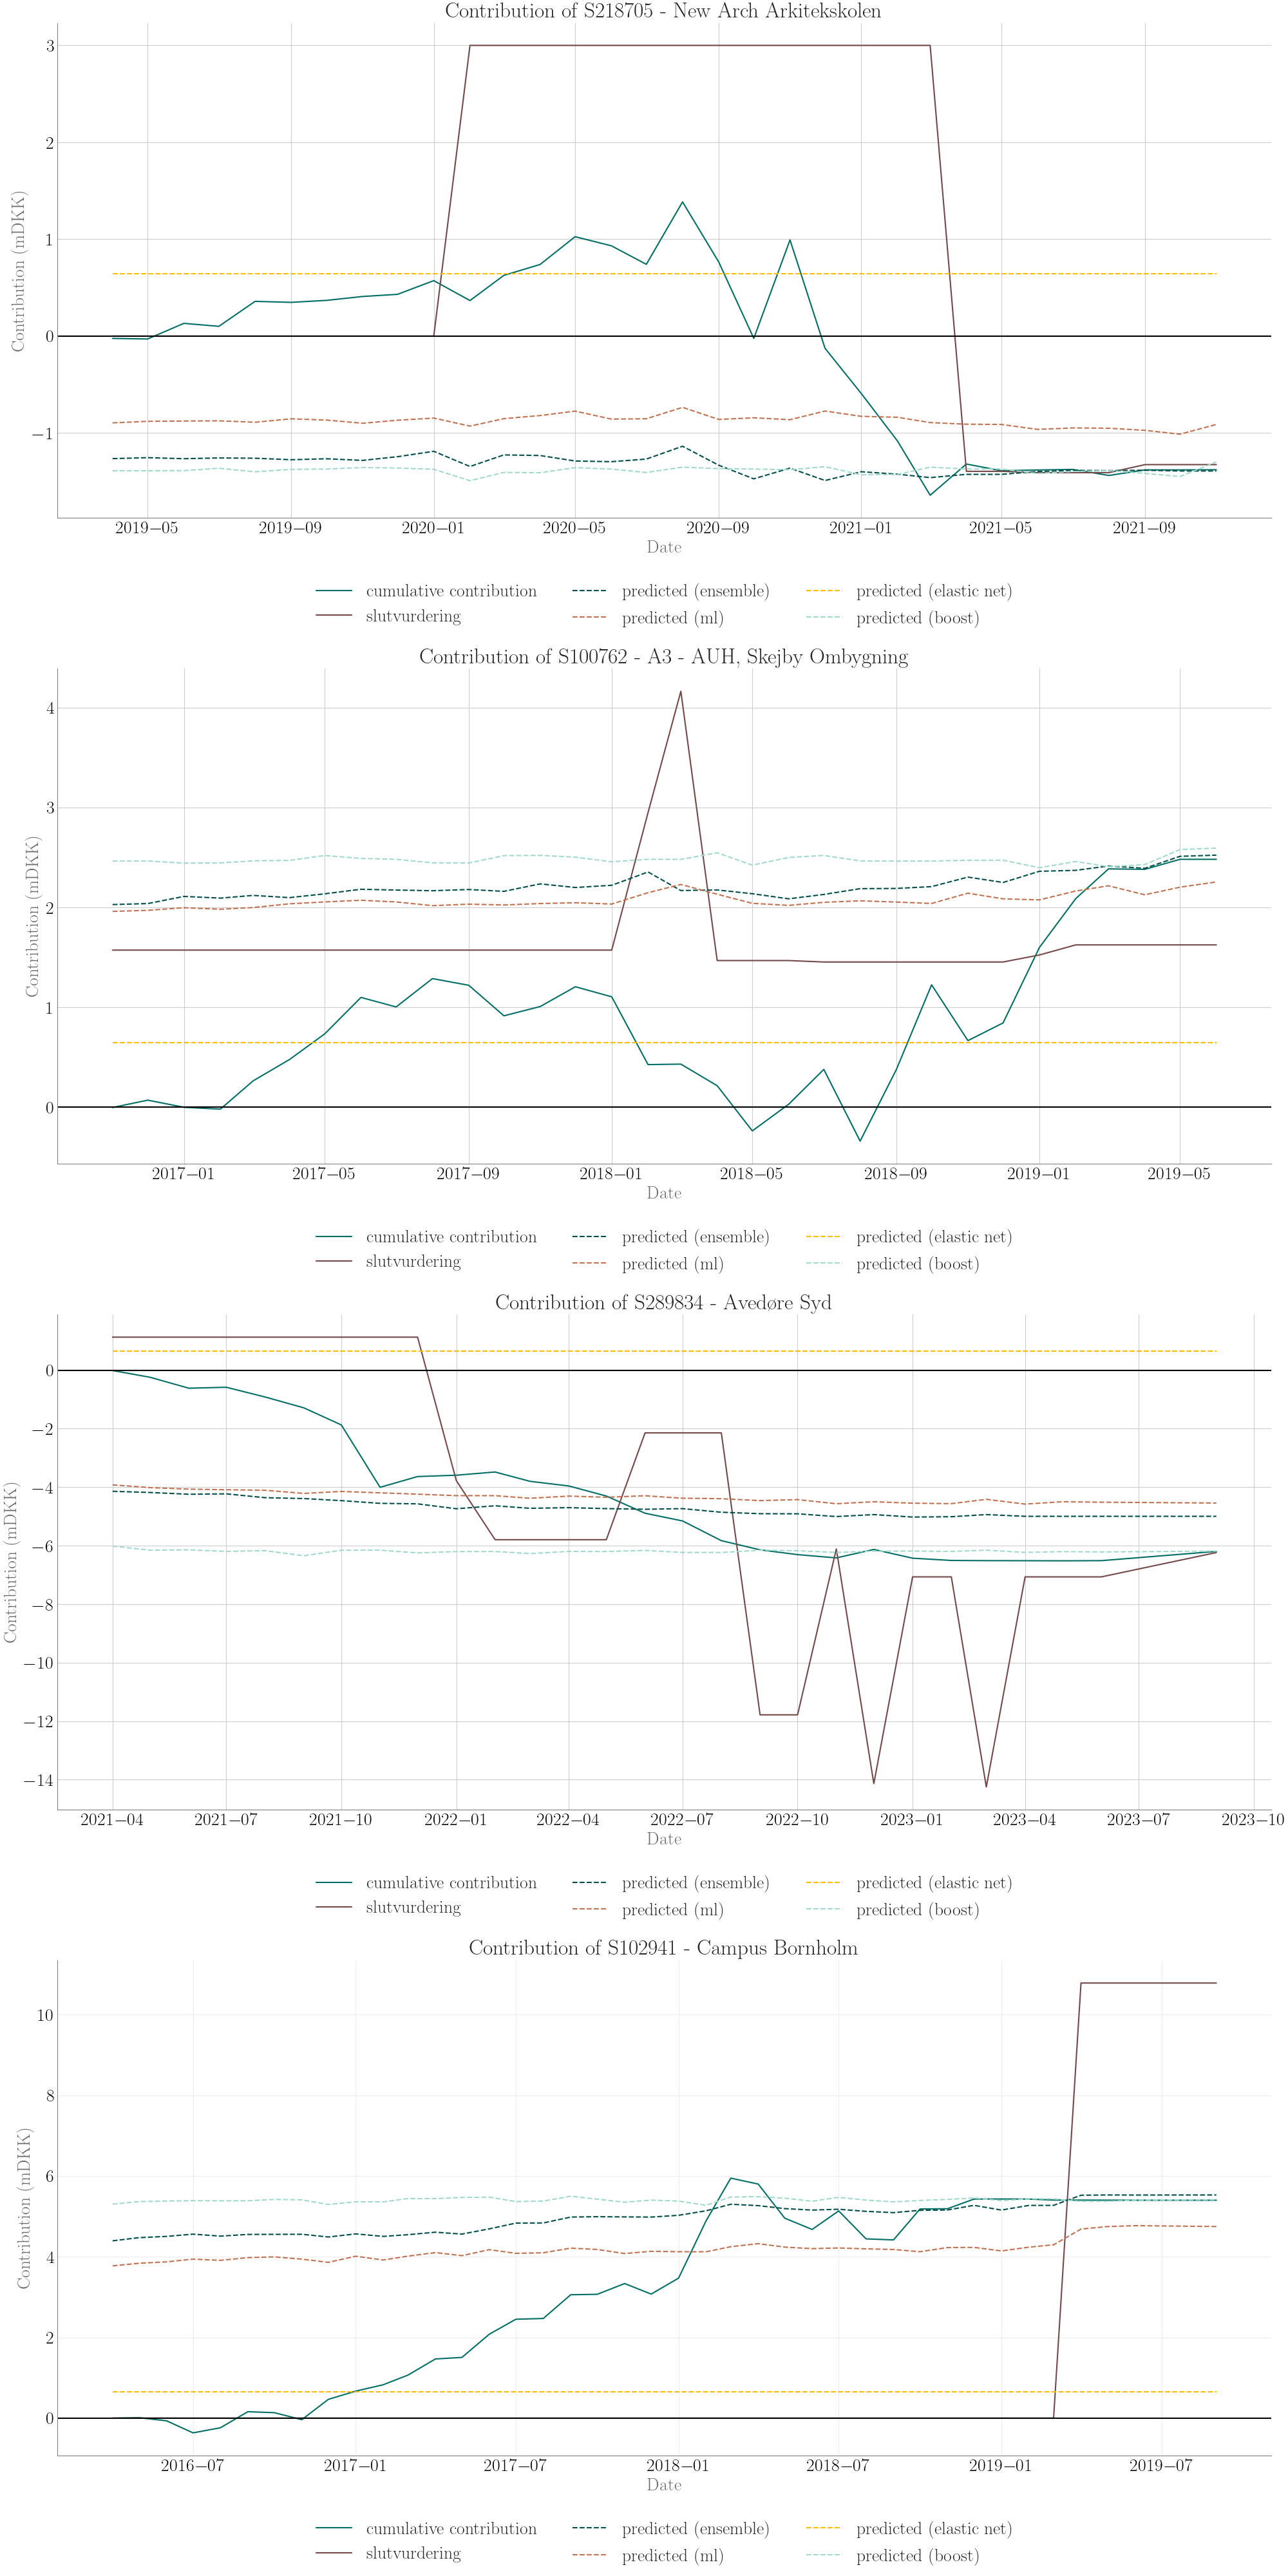 Contribution of S218705 - New Arch Arkitekskolen
3
2
1
0
−1
Contribution (mDKK)
2019−05 2019−09 2020−01 2020−05 2020−09 2021−01 2021−05 2021−09
Date
cumulative contribution predicted (ensemble) predicted (elastic net)
slutvurdering predicted (ml) predicted (boost)
Contribution of S100762 - A3 - AUH, Skejby Ombygning
4
3
2
1
0
Contribution (mDKK)
2017−01 2017−05 2017−09 2018−01 2018−05 2018−09 2019−01 2019−05
Date
cumulative contribution predicted (ensemble) predicted (elastic net)
slutvurdering predicted (ml) predicted (boost)
Contribution of S289834 - Avedøre Syd
0
−2
−4
−6
−8
−10
−12
−14
Contribution (mDKK)
2021−04 2021−07 2021−10 2022−01 2022−04 2022−07 2022−10 2023−01 2023−04 2023−07 2023−10
Date
cumulative contribution predicted (ensemble) predicted (elastic net)
slutvurdering predicted (ml) predicted (boost)
Contribution of S102941 - Campus Bornholm
10
8
6
4
2
0
Contribution (mDKK)
2016−07 2017−01 2017−07 2018−01 2018−07 2019−01 2019−07
Date
cumulative contribution predicted (ensemble) predicted (elastic net)
slutvurdering predicted (ml) predicted (boost)